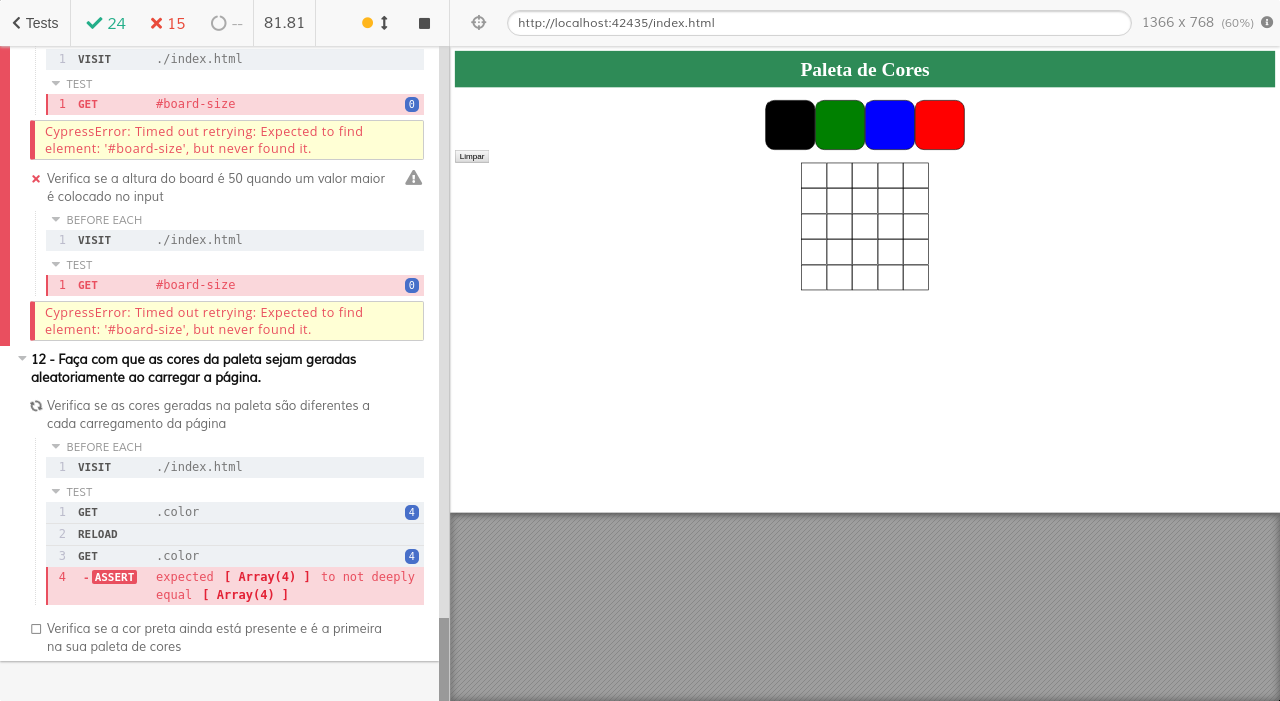 Tests
24
15
--
81.81
http://localhost:42435/index.html
1366 x 768 (60%)
1 VISIT ./index.html
TEST
1 GET #board-size 0
CypressError: Timed out retrying: Expected to find
element: '#board-size', but never found it.
Verifica se a altura do board é 50 quando um valor maior
é colocado no input
BEFORE EACH
1 VISIT ./index.html
TEST
1 GET #board-size 0
CypressError: Timed out retrying: Expected to find
element: '#board-size', but never found it.
12 - Faça com que as cores da paleta sejam geradas
aleatoriamente ao carregar a página.
Verifica se as cores geradas na paleta são diferentes a
cada carregamento da página
BEFORE EACH
1 VISIT ./index.html
TEST
1 GET .color 4
2 RELOAD
3 GET .color 4
4 -ASSERT expected [ Array(4) ] to not deeply
equal [ Array(4) ]
Verifica se a cor preta ainda está presente e é a primeira
na sua paleta de cores
Paleta de Cores
Limpar